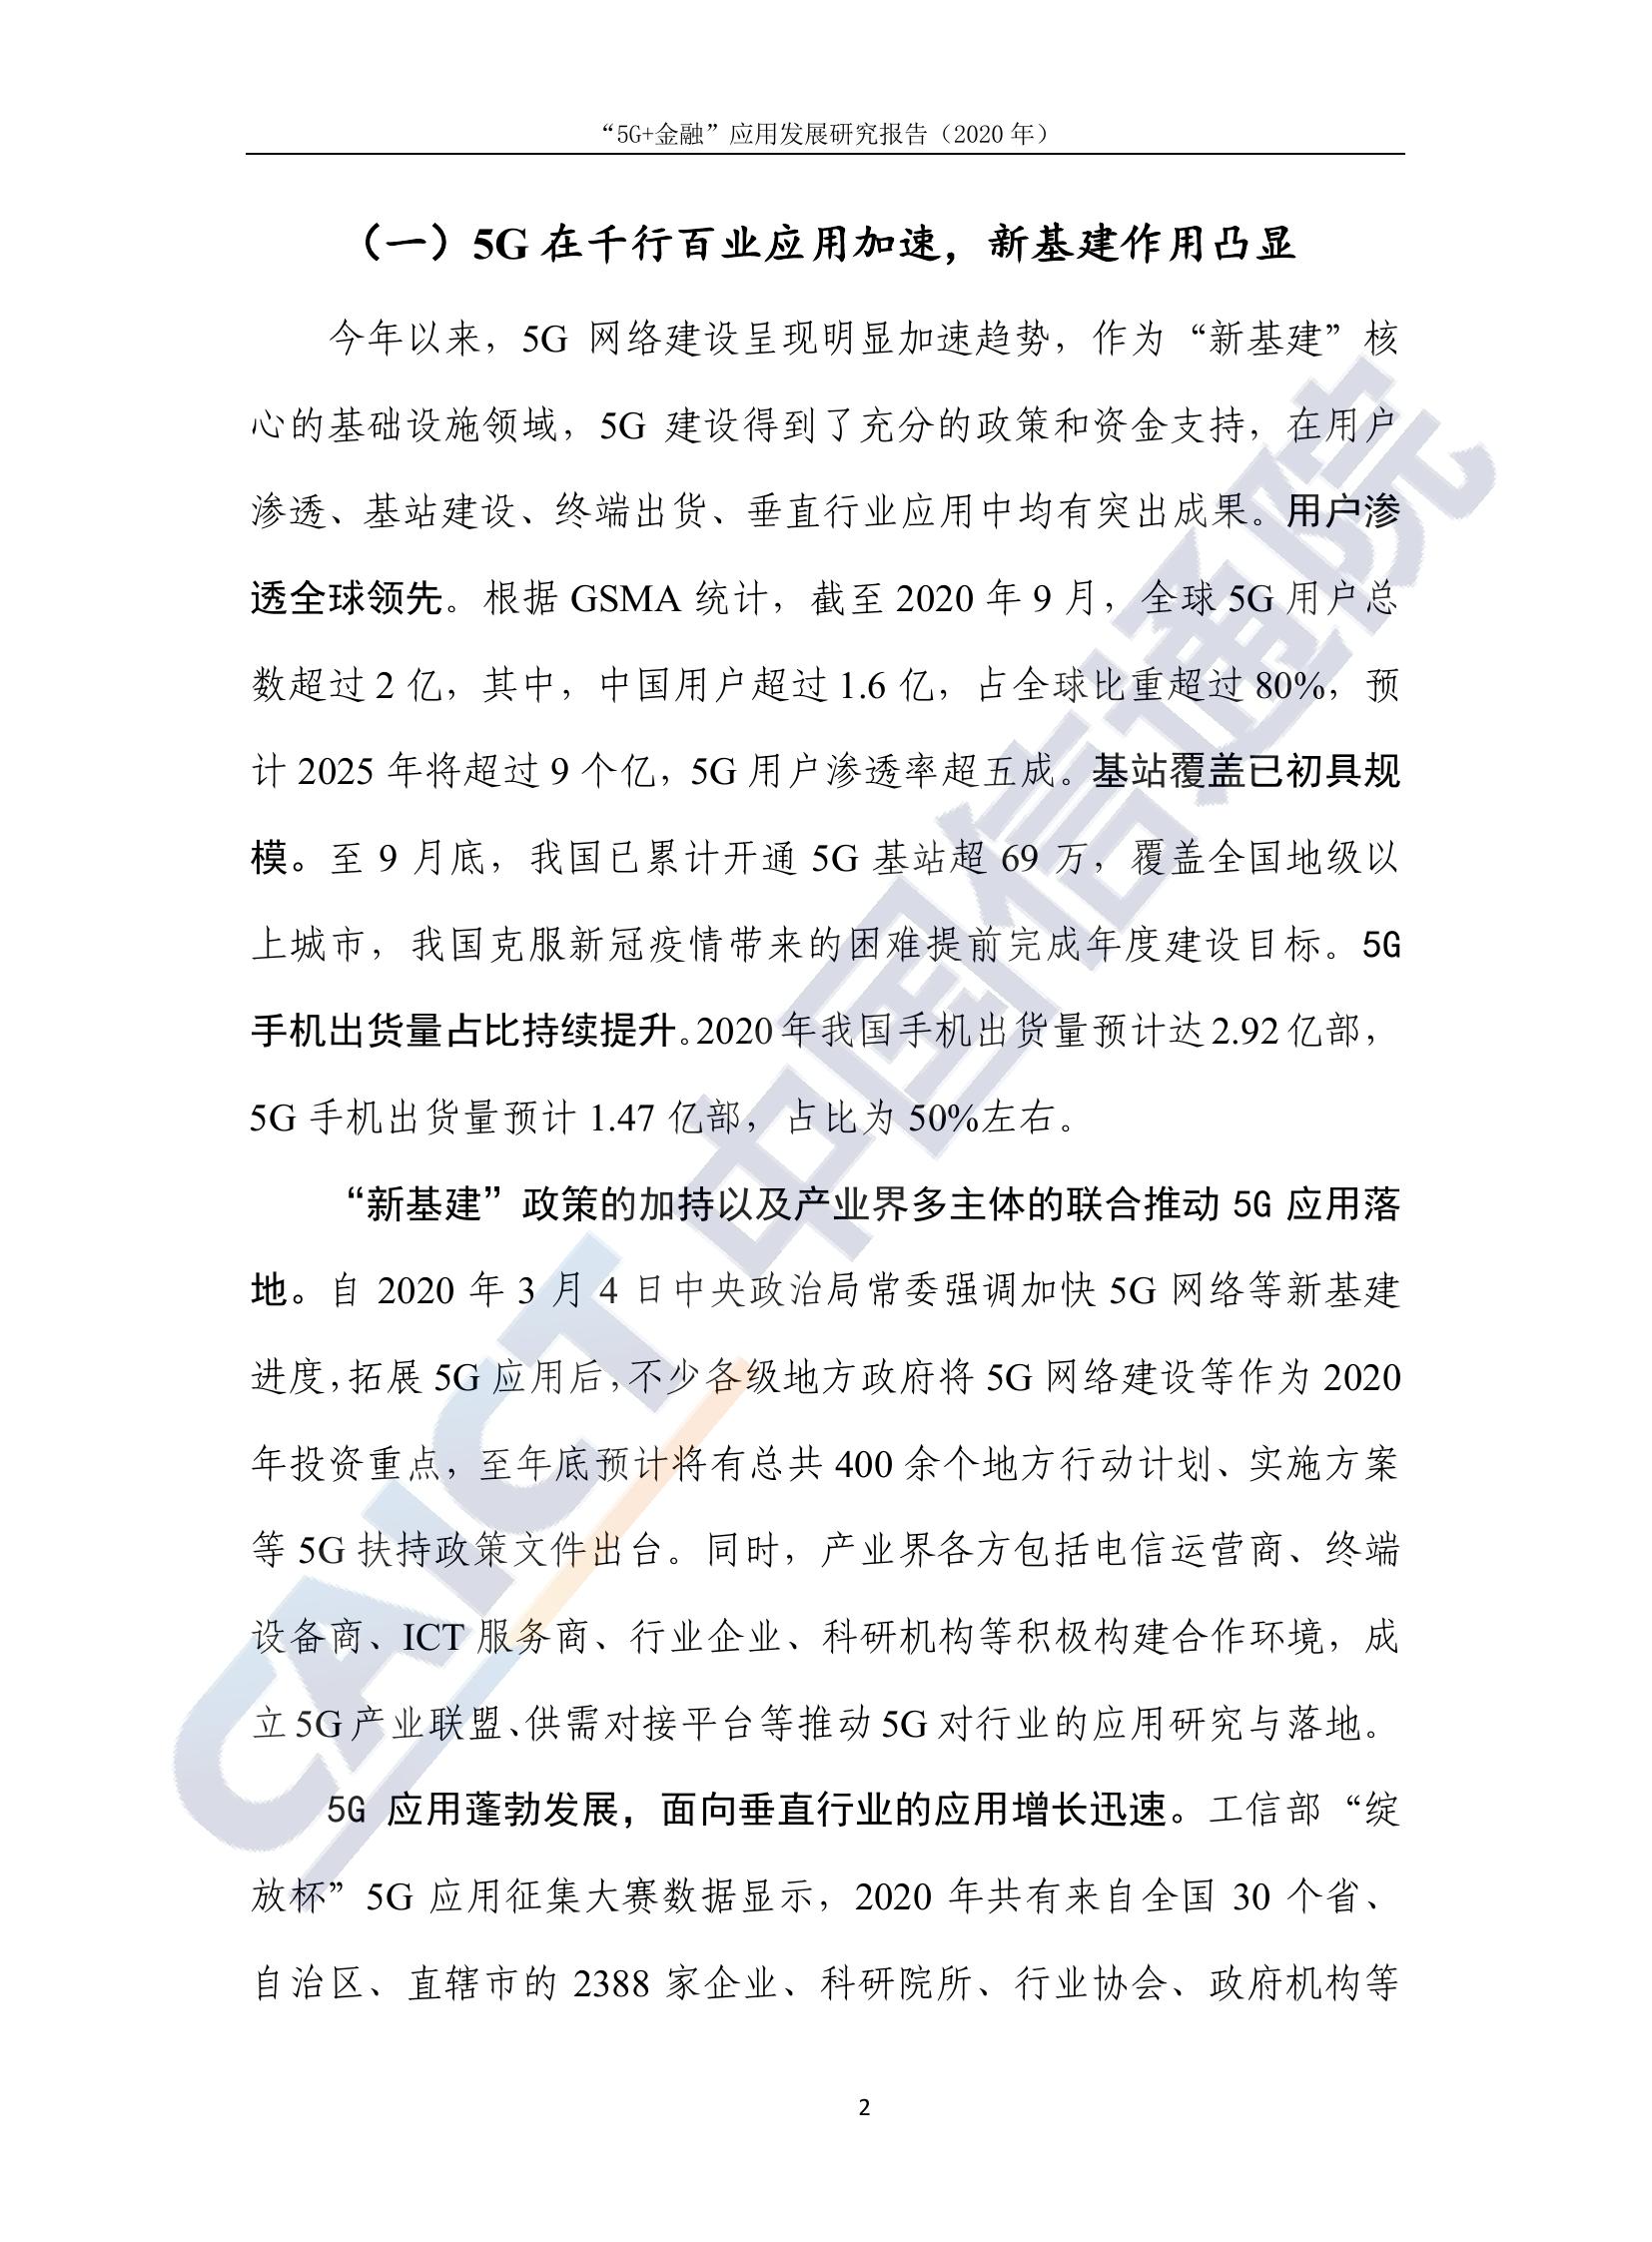 “5G+金融”应用发展研究报告（2020 年）
（一）5G 在千行百业应用加速，新基建作用凸显
今年以来，5G 网络建设呈现明显加速趋势，作为“新基建”核
心的基础设施领域，5G 建设得到了充分的政策和资金支持，在用户
渗透、基站建设、终端出货、垂直行业应用中均有突出成果。用户渗
透全球领先。根据 GSMA 统计，截至 2020 年 9 月，全球 5G 用户总
数超过 2 亿，其中，中国用户超过 1.6 亿，占全球比重超过 80%，预
计 2025 年将超过 9 个亿，5G 用户渗透率超五成。基站覆盖已初具规
模。至 9 月底，我国已累计开通 5G 基站超 69 万，覆盖全国地级以
上城市，我国克服新冠疫情带来的困难提前完成年度建设目标。5G
手机出货量占比持续提升。2020 年我国手机出货量预计达 2.92 亿部，
5G 手机出货量预计 1.47 亿部，占比为 50%左右。
“新基建”政策的加持以及产业界多主体的联合推动 5G 应用落
地。自 2020 年 3 月 4 日中央政治局常委强调加快 5G 网络等新基建
进度，拓展 5G 应用后，不少各级地方政府将 5G 网络建设等作为 2020
年投资重点，至年底预计将有总共 400 余个地方行动计划、实施方案
等 5G 扶持政策文件出台。同时，产业界各方包括电信运营商、终端
设备商、ICT 服务商、行业企业、科研机构等积极构建合作环境，成
立 5G 产业联盟、供需对接平台等推动 5G 对行业的应用研究与落地。
5G 应用蓬勃发展，面向垂直行业的应用增长迅速。工信部“绽
放杯”5G 应用征集大赛数据显示，2020 年共有来自全国 30 个省、
自治区、直辖市的 2388 家企业、科研院所、行业协会、政府机构等
2
CAICT 中国信通院